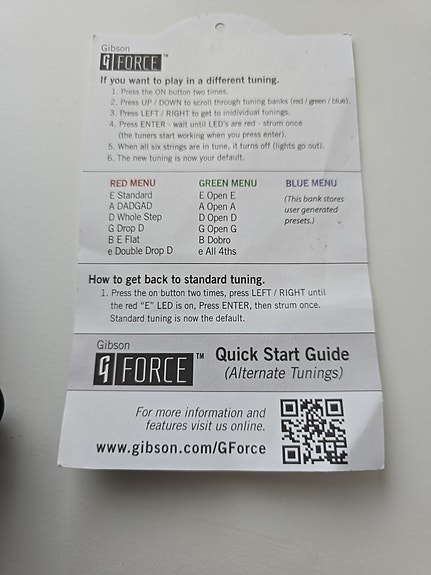 Gibson
G FORCE™
If you want to play in a different tuning.
1. Press the ON button two times.
2. Press UP / DOWN to scroll through tuning banks (red / green / blue).
3. Press LEFT / RIGHT to get to inidividual tunings.
4. Press ENTER - wait until LED's are red - strum once
(the tuners start working when you press enter).
5. When all six strings are in tune, it turns off (lights go out).
6. The new tuning is now your default.
RED MENU
E Standard
A DADGAD
D Whole Step
G Drop D
B E Flat
e Double Drop D
GREEN MENU
E Open E
A Open A
D Open D
G Open G
B Dobro
e All 4ths
BLUE MENU
(This bank stores
user generated
presets.)
How to get back to standard tuning.
1. Press the on button two times, press LEFT / RIGHT until
the red "E" LED is on, Press ENTER, then strum once.
Standard tuning is now the default.
Gibson
G FORCE™
Quick Start Guide
(Alternate Tunings)
For more information and
features visit us online.
www.gibson.com/GForce